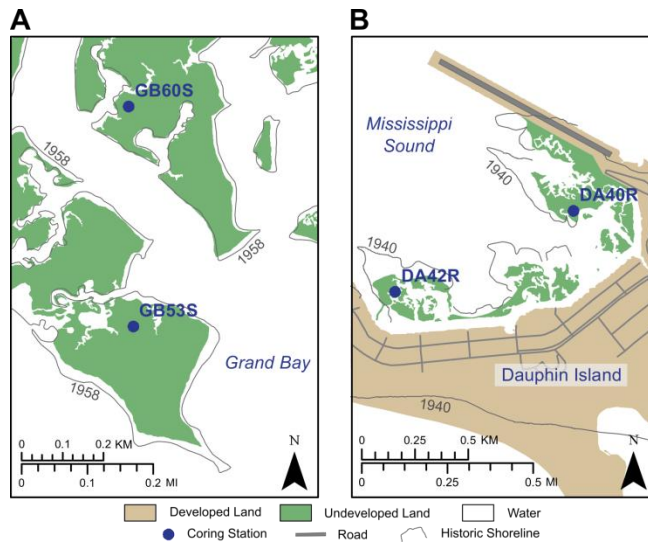 A
B
GB60S
1958
1958
GB53S
Grand Bay
1958
0 0.1 0.2 KM
0 0.1 0.2 MI
N
Mississippi
Sound
1940
DA40R
1940
DA42R
Dauphin Island
1940
0 0.25 0.5 KM
0 0.25 0.5 MI
N
Developed Land Undeveloped Land Water
Coring Station Road Historic Shoreline